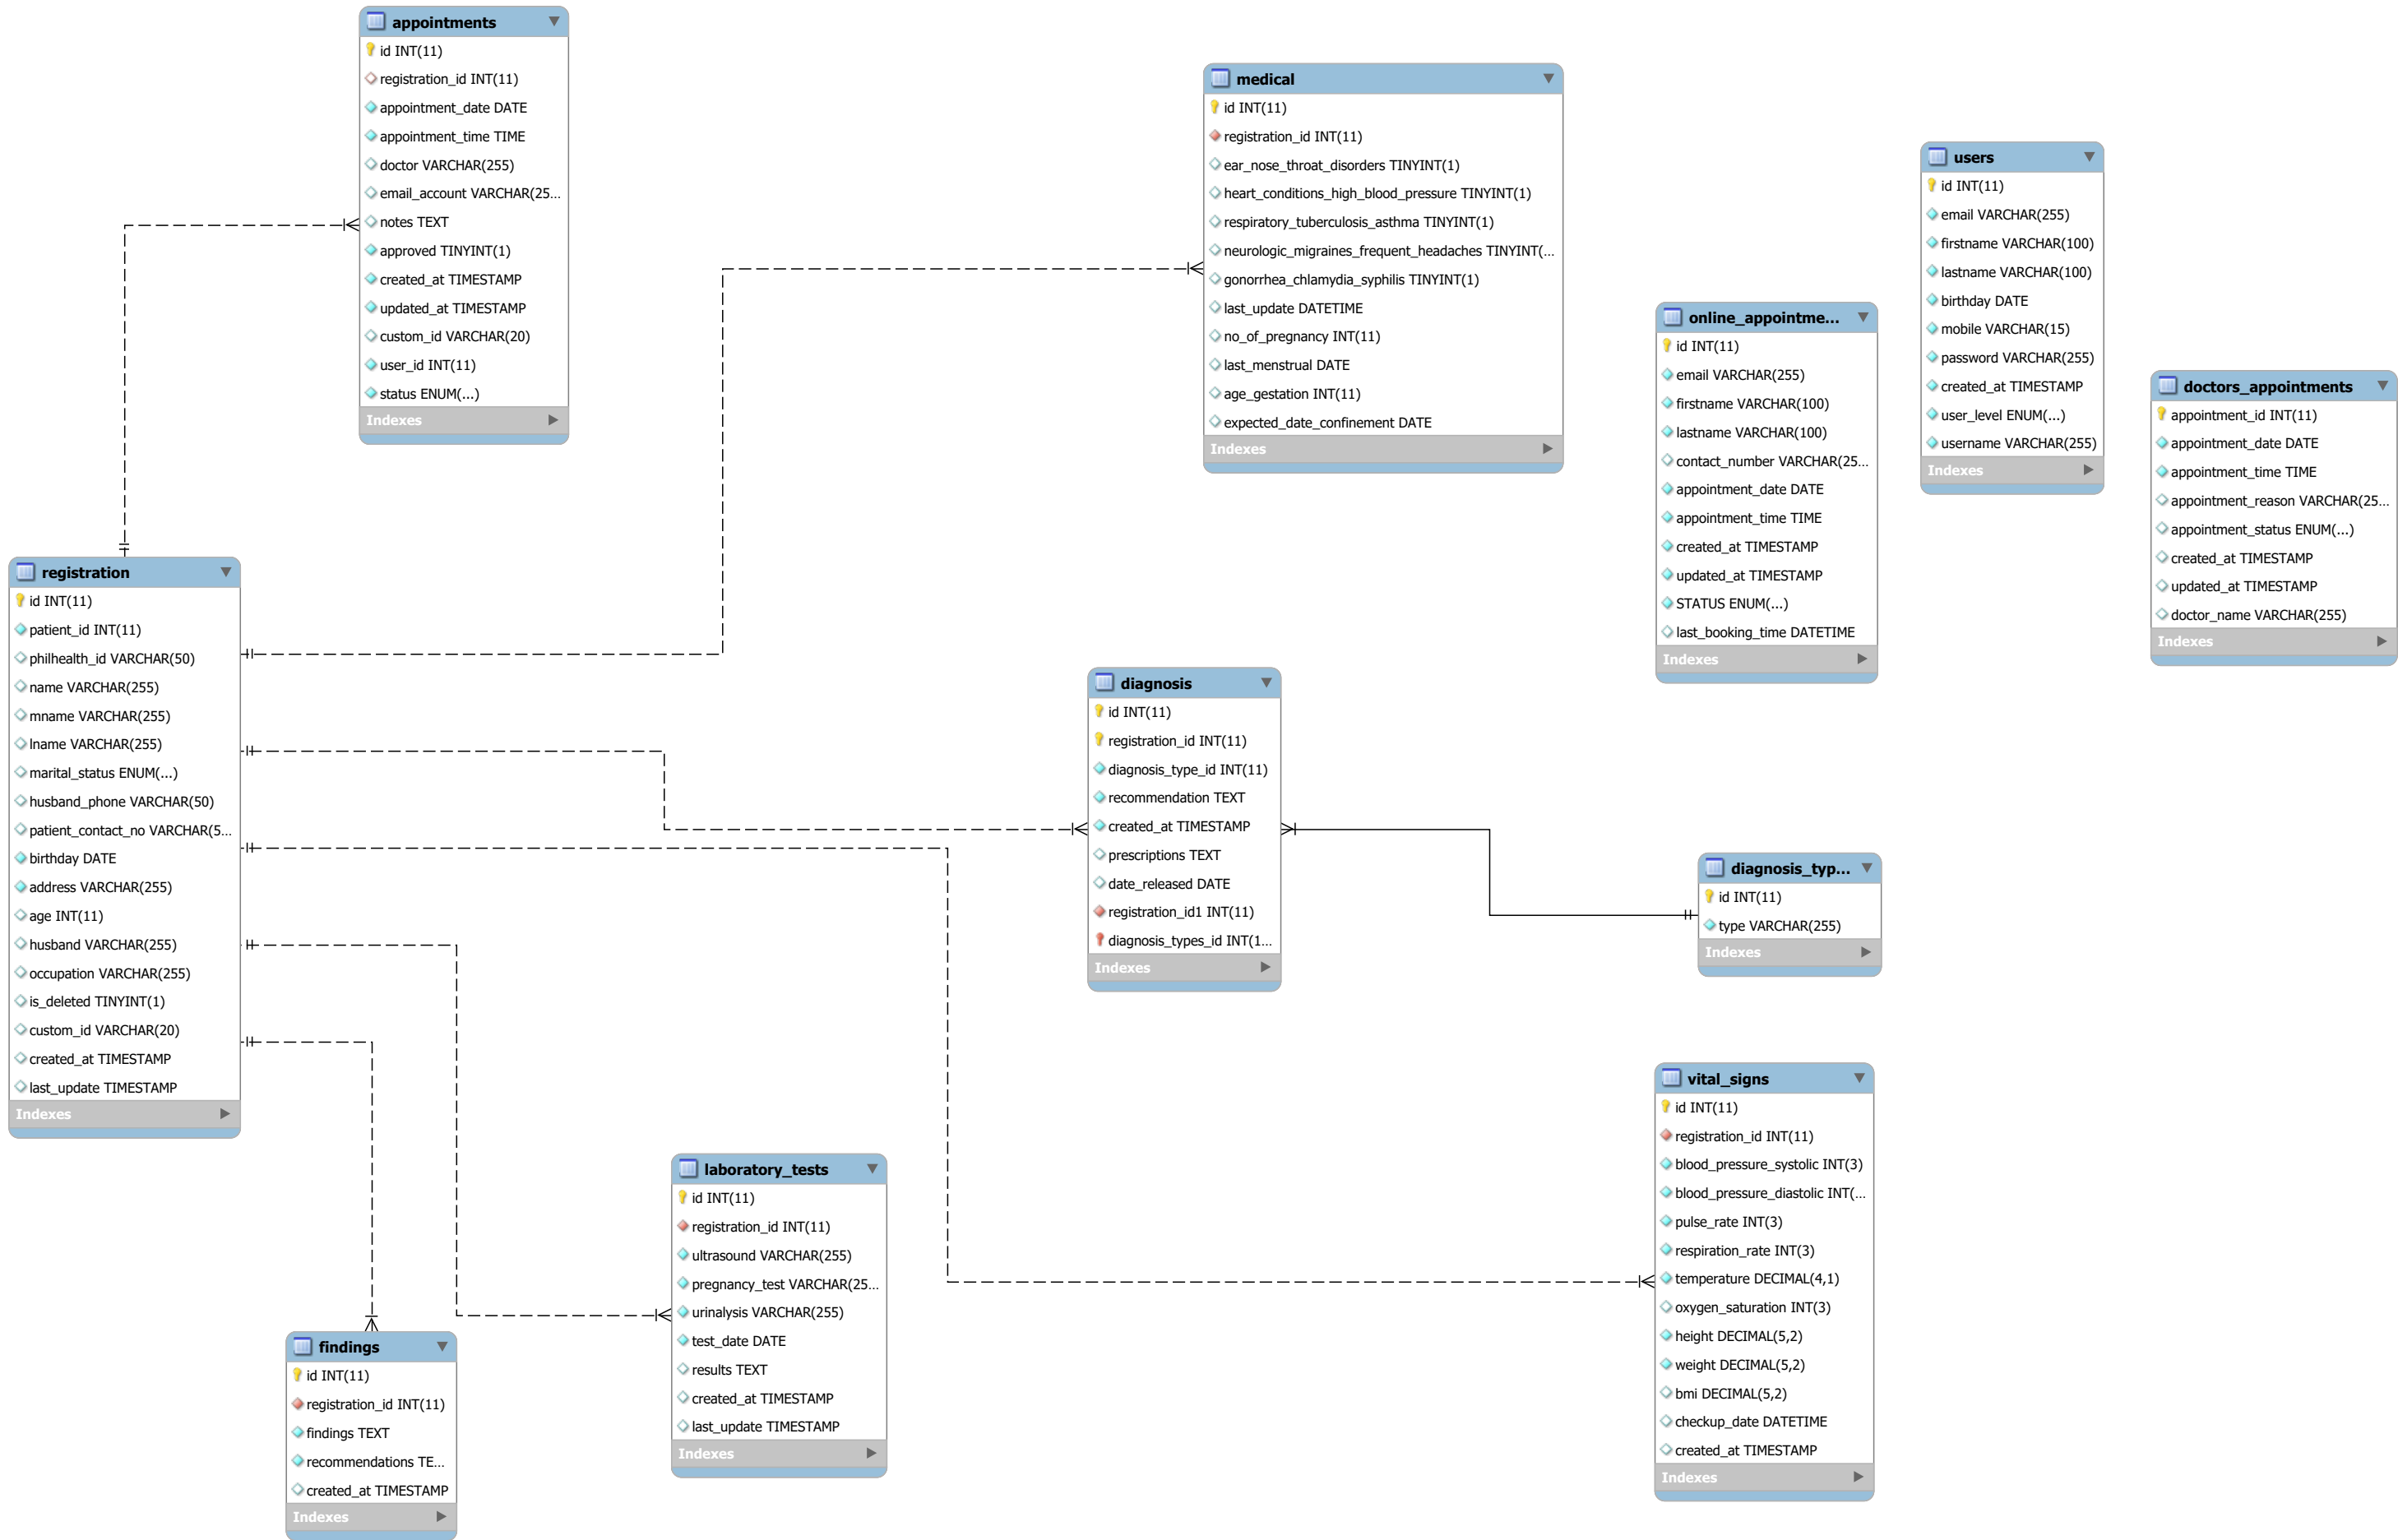 appointments
id INT(11)
registration_id INT(11)
appointment_date DATE
appointment_time TIME
doctor VARCHAR(255)
email_account VARCHAR(25...
notes TEXT
approved TINYINT(1)
created_at TIMESTAMP
updated_at TIMESTAMP
custom_id VARCHAR(20)
user_id INT(11)
status ENUM(...)
Indexes
medical
id INT(11)
registration_id INT(11)
ear_nose_throat_disorders TINYINT(1)
heart_conditions_high_blood_pressure TINYINT(1)
respiratory_tuberculosis_asthma TINYINT(1)
neurologic_migraines_frequent_headaches TINYINT(...
gonorrhea_chlamydia_syphilis TINYINT(1)
last_update DATETIME
no_of_pregnancy INT(11)
last_menstrual DATE
age_gestation INT(11)
expected_date_confinement DATE
Indexes
users
id INT(11)
email VARCHAR(255)
firstname VARCHAR(100)
lastname VARCHAR(100)
birthday DATE
mobile VARCHAR(15)
password VARCHAR(255)
created_at TIMESTAMP
user_level ENUM(...)
username VARCHAR(255)
Indexes
online_appointme...
id INT(11)
email VARCHAR(255)
firstname VARCHAR(100)
lastname VARCHAR(100)
contact_number VARCHAR(25...
appointment_date DATE
appointment_time TIME
created_at TIMESTAMP
updated_at TIMESTAMP
STATUS ENUM(...)
last_booking_time DATETIME
Indexes
doctors_appointments
appointment_id INT(11)
appointment_date DATE
appointment_time TIME
appointment_reason VARCHAR(25...
appointment_status ENUM(...)
created_at TIMESTAMP
updated_at TIMESTAMP
doctor_name VARCHAR(255)
Indexes
registration
id INT(11)
patient_id INT(11)
philhealth_id VARCHAR(50)
name VARCHAR(255)
mname VARCHAR(255)
lname VARCHAR(255)
marital_status ENUM(...)
husband_phone VARCHAR(50)
patient_contact_no VARCHAR(5...
birthday DATE
address VARCHAR(255)
age INT(11)
husband VARCHAR(255)
occupation VARCHAR(255)
is_deleted TINYINT(1)
custom_id VARCHAR(20)
created_at TIMESTAMP
last_update TIMESTAMP
Indexes
diagnosis
id INT(11)
registration_id INT(11)
diagnosis_type_id INT(11)
recommendation TEXT
created_at TIMESTAMP
prescriptions TEXT
date_released DATE
registration_id1 INT(11)
diagnosis_types_id INT(1...
Indexes
diagnosis_typ...
id INT(11)
type VARCHAR(255)
Indexes
vital_signs
id INT(11)
registration_id INT(11)
blood_pressure_systolic INT(3)
blood_pressure_diastolic INT(...
pulse_rate INT(3)
respiration_rate INT(3)
temperature DECIMAL(4,1)
oxygen_saturation INT(3)
height DECIMAL(5,2)
weight DECIMAL(5,2)
bmi DECIMAL(5,2)
checkup_date DATETIME
created_at TIMESTAMP
Indexes
laboratory_tests
id INT(11)
registration_id INT(11)
ultrasound VARCHAR(255)
pregnancy_test VARCHAR(25...
urinalysis VARCHAR(255)
test_date DATE
results TEXT
created_at TIMESTAMP
last_update TIMESTAMP
Indexes
findings
id INT(11)
registration_id INT(11)
findings TEXT
recommendations TE...
created_at TIMESTAMP
Indexes